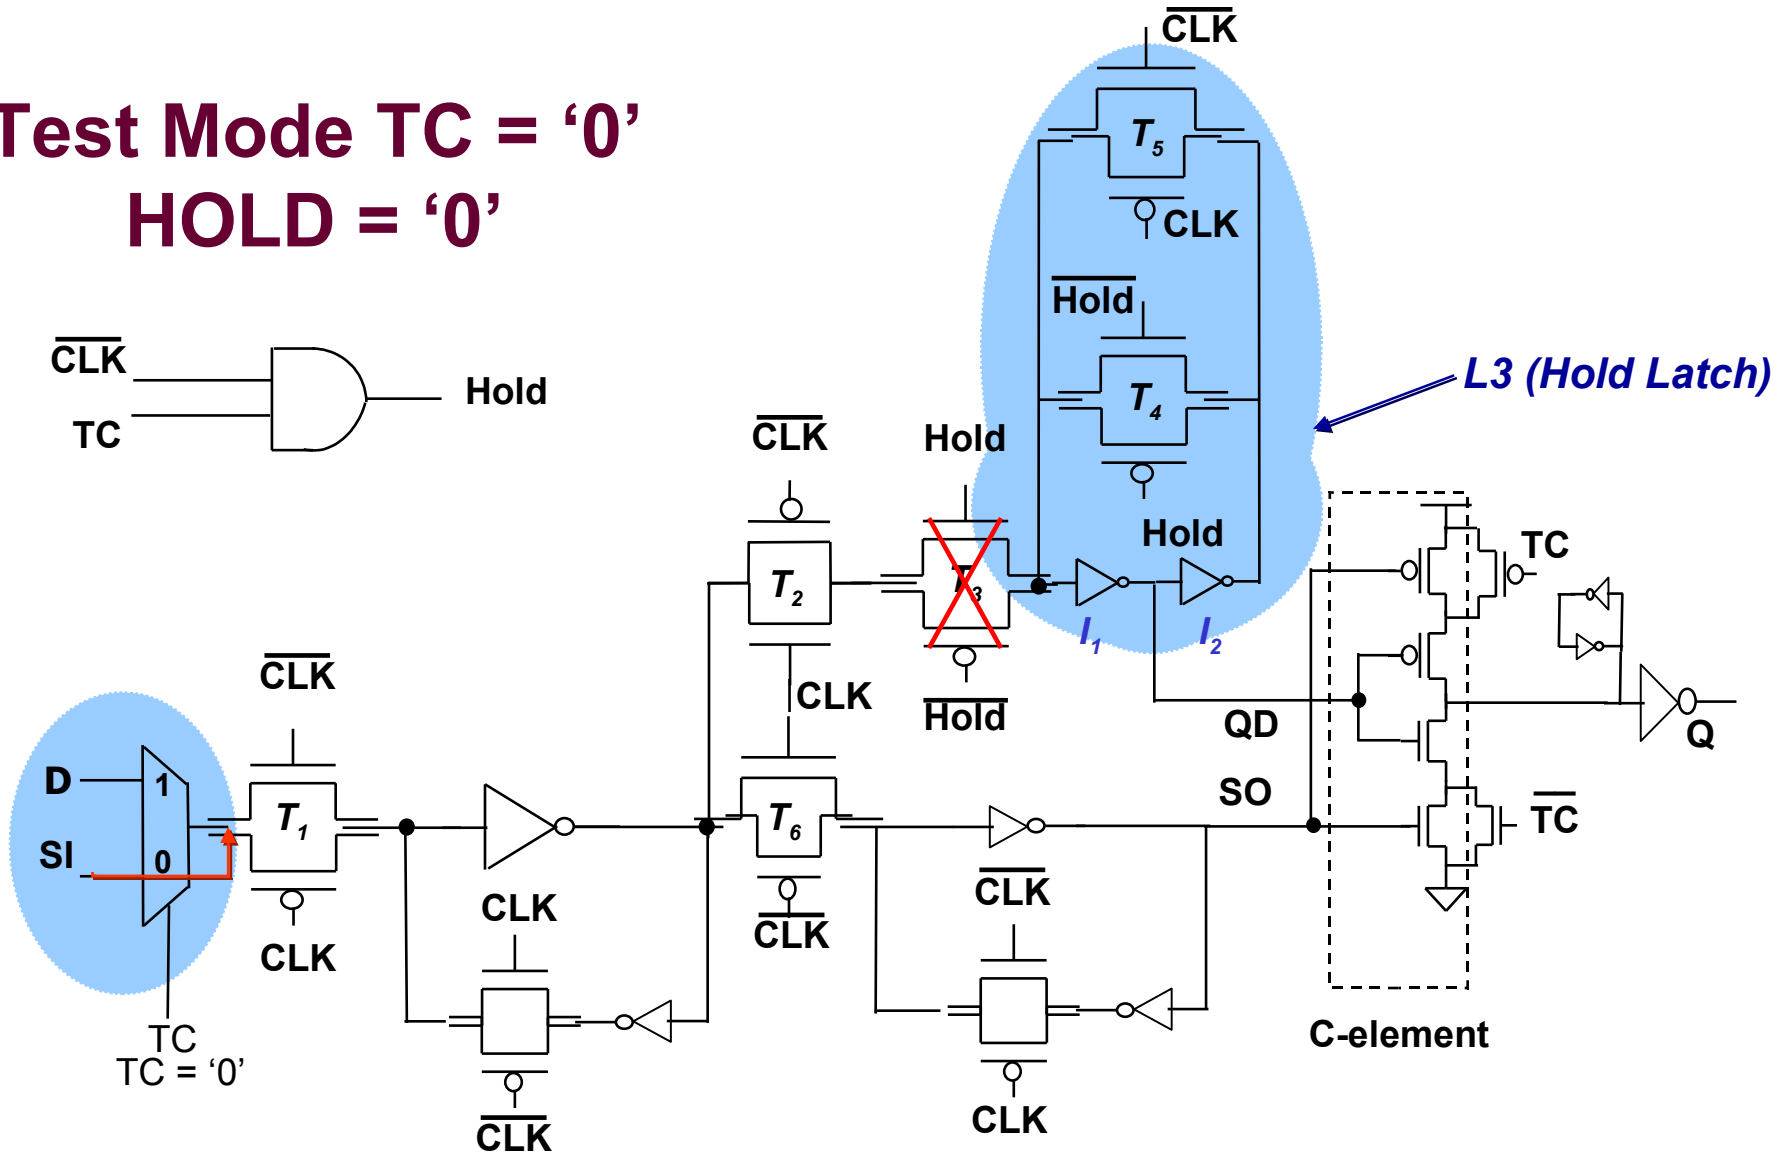 Test Mode TC = ‘0’
HOLD = ‘0’
CLK
T5
CLK
Hold
T4
L3 (Hold Latch)
CLK
TC
Hold
CLK
Hold
T2
T3
Hold
I1
I2
TC
CLK
CLK
Hold
QD
Q
D
1
T1
T6
SO
TC
SI
0
CLK
CLK
CLK
CLK
TC
TC = ‘0’
C-element
CLK
CLK